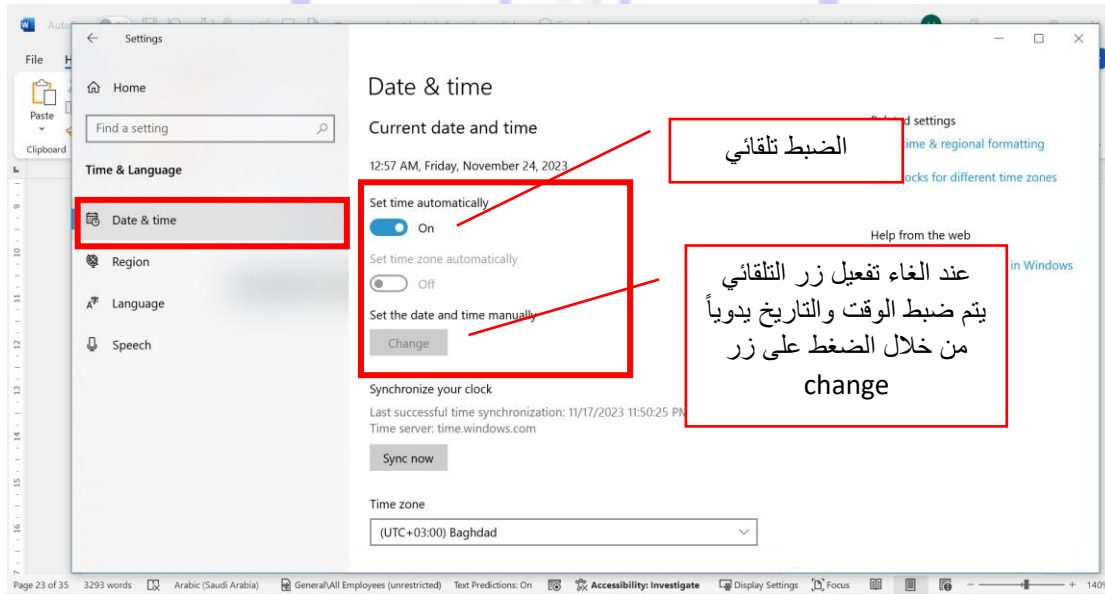 Settings
File
Home
Date & time
Paste
Find a setting
Current date and time
الضبط تلقائي
settings
time & regional formatting
Clipboard
Time & Language
12:57 AM, Friday, November 24, 2023
clocks for different time zones
Set time automatically
Date & time
On
Help from the web
Region
Set time zone automatically
in Windows
Off
عند الغاء تفعيل زر التلقائي
يتم ضبط الوقت والتاريخ يدوياً
من خلال الضغط على زر
change
Language
Set the date and time manually
Speech
Change
Synchronize your clock
Last successful time synchronization: 11/17/2023 11:50:25 PM
Time server: time.windows.com
Sync now
Time zone
(UTC+03:00) Baghdad
Page 23 of 35 3293 words Arabic (Saudi Arabia) General\All Employees (unrestricted) Text Predictions: On Accessibility: Investigate Display Settings Focus 140%